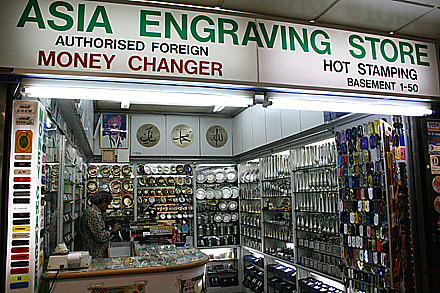 ASIA ENGRAVING STORE
AUTHORISED FOREIGN
MONEY CHANGER
HOT STAMPING
BASEMENT 1-50